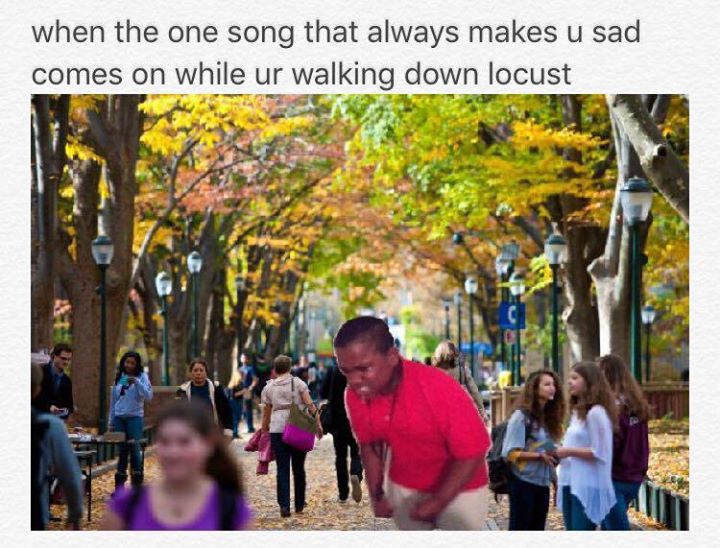 when the one song that always makes u sad
comes on while ur walking down locust
C